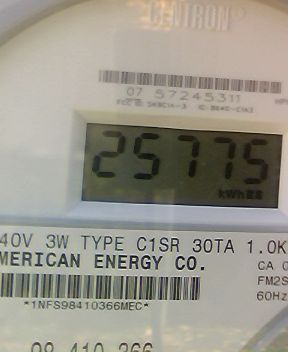 CENTRON
07 57245311
25775
kWh
40V 3W TYPE C1SR 30TA 1.0K
MERICAN ENERGY CO.
CA 0
FM2S
60Hz
*1NFS98410366MEC*
98 410 366